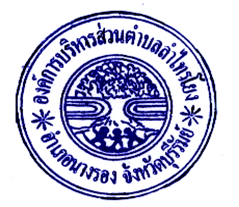 องค์การบริหารส่วนตำบลลำไทรโยง
อำเภอนางรอง จังหวัดบุรีรัมย์